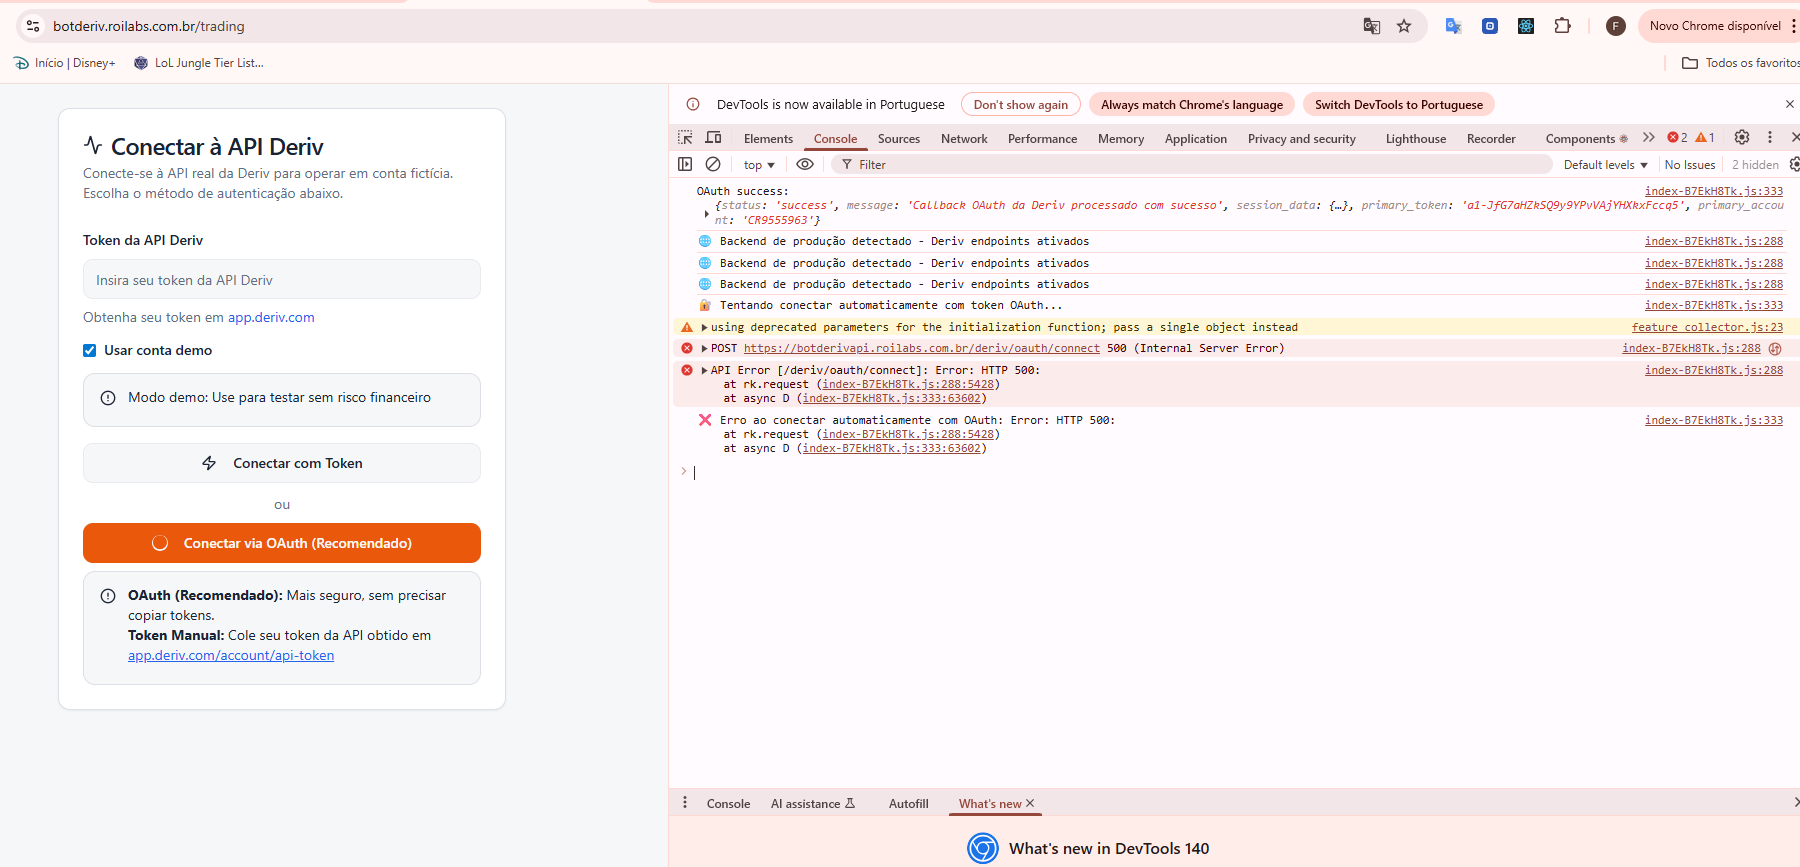 botderiv.roilabs.com.br/trading
F
Novo Chrome disponível
Início | Disney+
LoL Jungle Tier List...
Todos os favoritos
Conectar à API Deriv
Conecte-se à API real da Deriv para operar em conta fictícia.
Escolha o método de autenticação abaixo.
Token da API Deriv
Insira seu token da API Deriv
Obtenha seu token em app.deriv.com
Usar conta demo
Modo demo: Use para testar sem risco financeiro
Conectar com Token
ou
Conectar via OAuth (Recomendado)
OAuth (Recomendado): Mais seguro, sem precisar
copiar tokens.
Token Manual: Cole seu token da API obtido em
app.deriv.com/account/api-token
DevTools is now available in Portuguese
Don't show again
Always match Chrome's language
Switch DevTools to Portuguese
Elements Console Sources Network Performance Memory Application Privacy and security Lighthouse Recorder Components 2 1
top Filter Default levels No Issues 2 hidden
OAuth success: index-B7EkH8Tk.js:333
{status: 'success', message: 'Callback OAuth da Deriv processado com sucesso', session_data: {…}, primary_token: 'a1-JfG7aHZkSQ9y9YPvVAjYHXkxFccq5', primary_accou
nt: 'CR9555963'}
Backend de produção detectado - Deriv endpoints ativados index-B7EkH8Tk.js:288
Backend de produção detectado - Deriv endpoints ativados index-B7EkH8Tk.js:288
Backend de produção detectado - Deriv endpoints ativados index-B7EkH8Tk.js:288
Tentando conectar automaticamente com token OAuth... index-B7EkH8Tk.js:333
using deprecated parameters for the initialization function; pass a single object instead feature collector.js:23
POST https://botderivapi.roilabs.com.br/deriv/oauth/connect 500 (Internal Server Error) index-B7EkH8Tk.js:288
API Error [/deriv/oauth/connect]: Error: HTTP 500: index-B7EkH8Tk.js:288
at rk.request (index-B7EkH8Tk.js:288:5428)
at async D (index-B7EkH8Tk.js:333:63602)
Erro ao conectar automaticamente com OAuth: Error: HTTP 500: index-B7EkH8Tk.js:333
at rk.request (index-B7EkH8Tk.js:288:5428)
at async D (index-B7EkH8Tk.js:333:63602)
Console AI assistance Autofill What's new
What's new in DevTools 140